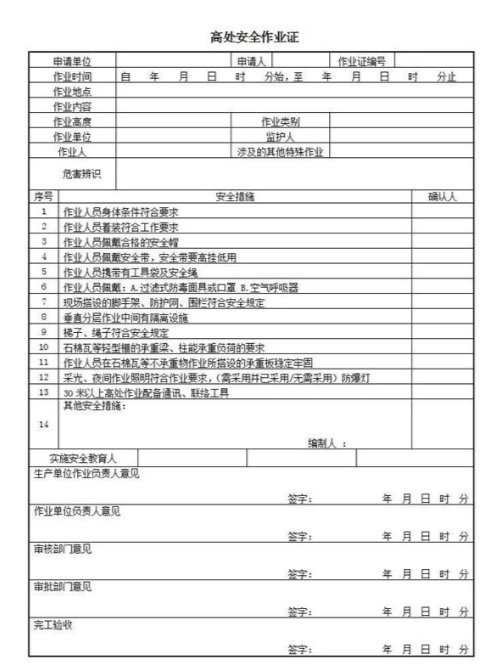 高处安全作业证
申请单位 申请人 作业证编号
作业时间 自 年 月 日 时 分始，至 年 月 日 时 分止
作业地点
作业内容
作业高度 作业类别
作业单位 监护人
作业人 涉及的其他特殊作业
危害辨识
序号 安全措施 确认人
1 作业人员身体条件符合要求
2 作业人员着装符合工作要求
3 作业人员佩戴合格的安全帽
4 作业人员佩戴安全带，安全带要高挂低用
5 作业人员携带有工具袋及安全绳
6 作业人员佩戴：A.过滤式防毒面具或口罩 B.空气呼吸器
7 现场搭设的脚手架、防护网、围栏符合安全规定
8 垂直分层作业中间有隔离设施
9 梯子、绳子符合安全规定
10 石棉瓦等轻型棚的承重梁、柱能承重负荷的要求
11 作业人员在石棉瓦等不承重物作业所搭设的承重板稳定牢固
12 采光、夜间作业照明符合作业要求，（需采用并已采用/无需采用）防爆灯
13 30 米以上高处作业配备通讯、联络工具
14 其他安全措施：
编制人 ：
实施安全教育人
生产单位作业负责人意见
签字： 年 月 日 时 分
作业单位负责人意见
签字： 年 月 日 时 分
审核部门意见
签字： 年 月 日 时 分
审批部门意见
签字： 年 月 日 时 分
完工验收
签字： 年 月 日 时 分